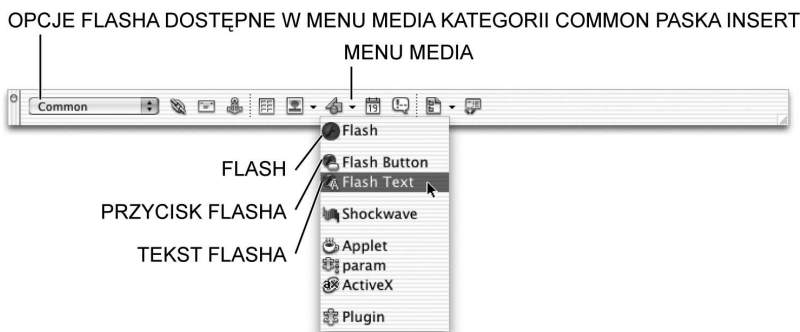 OPCJE FLASHA DOSTĘPNE W MENU MEDIA KATEGORII COMMON PASKA INSERT
MENU MEDIA
Common
19
Flash
FLASH
Flash Button
PRZYCISK FLASHA
Flash Text
TEKST FLASHA
Shockwave
Applet
param
ActiveX
Plugin